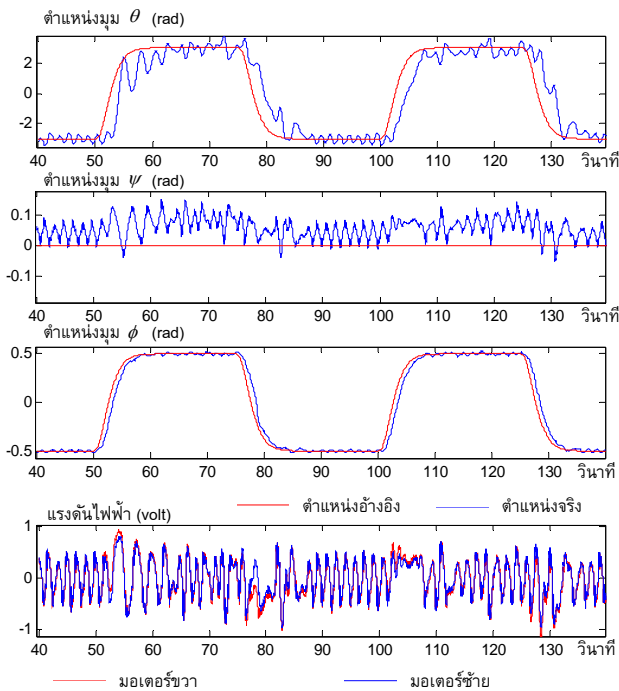 ตำแหน่งมุม θ (rad)
2
0
-2
40 50 60 70 80 90 100 110 120 130 วินาที
ตำแหน่งมุม ψ (rad)
0.1
0
-0.1
40 50 60 70 80 90 100 110 120 130 วินาที
ตำแหน่งมุม ϕ (rad)
0.5
0
-0.5
40 50 60 70 80 90 100 110 120 130 วินาที
ตำแหน่งอ้างอิง ตำแหน่งจริง
แรงดันไฟฟ้า (volt)
1
0
-1
40 50 60 70 80 90 100 110 120 130 วินาที
มอเตอร์ขวา มอเตอร์ซ้าย